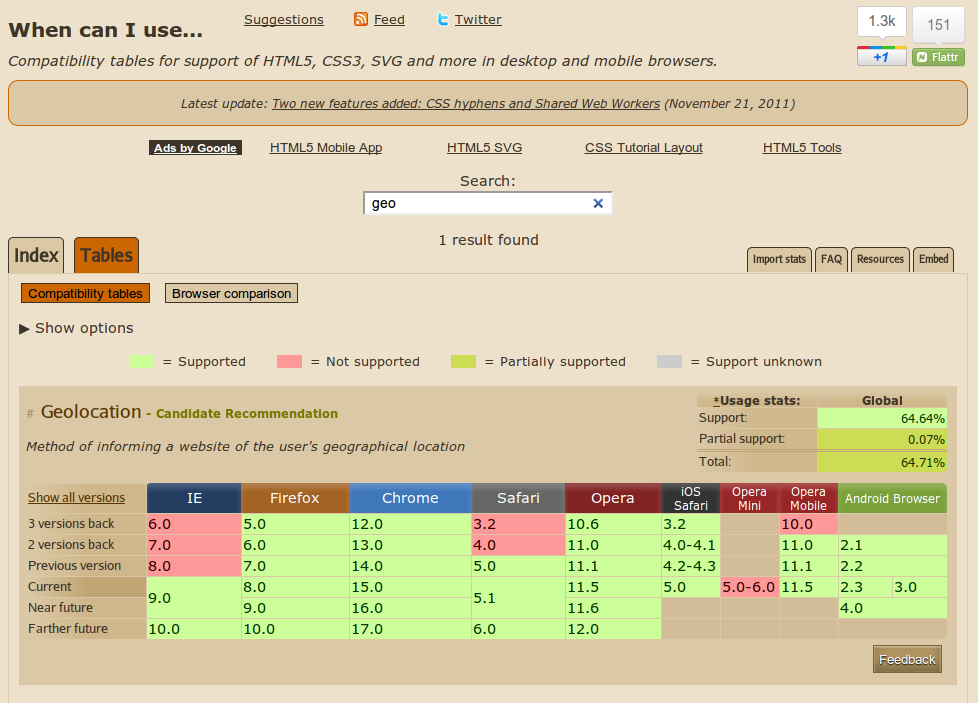 When can I use...
Suggestions Feed Twitter
1.3k
151
+1
Flattr
Compatibility tables for support of HTML5, CSS3, SVG and more in desktop and mobile browsers.
Latest update: Two new features added: CSS hyphens and Shared Web Workers (November 21, 2011)
Ads by Google HTML5 Mobile App HTML5 SVG CSS Tutorial Layout HTML5 Tools
Search:
geo
1 result found
Index Tables
Import stats FAQ Resources Embed
Compatibility tables Browser comparison
▶ Show options
= Supported = Not supported = Partially supported = Support unknown
# Geolocation - Candidate Recommendation
Method of informing a website of the user's geographical location
*Usage stats: Global
Support: 64.64%
Partial support: 0.07%
Total: 64.71%
Show all versions IE Firefox Chrome Safari Opera iOS Safari Opera Mini Opera Mobile Android Browser
3 versions back 6.0 5.0 12.0 3.2 10.6 3.2 10.0
2 versions back 7.0 6.0 13.0 4.0 11.0 4.0-4.1 11.0 2.1
Previous version 8.0 7.0 14.0 5.0 11.1 4.2-4.3 11.1 2.2
Current 9.0 8.0 15.0 5.1 11.5 5.0 5.0-6.0 11.5 2.3 3.0
Near future 9.0 16.0 11.6 4.0
Farther future 10.0 10.0 17.0 6.0 12.0
Feedback